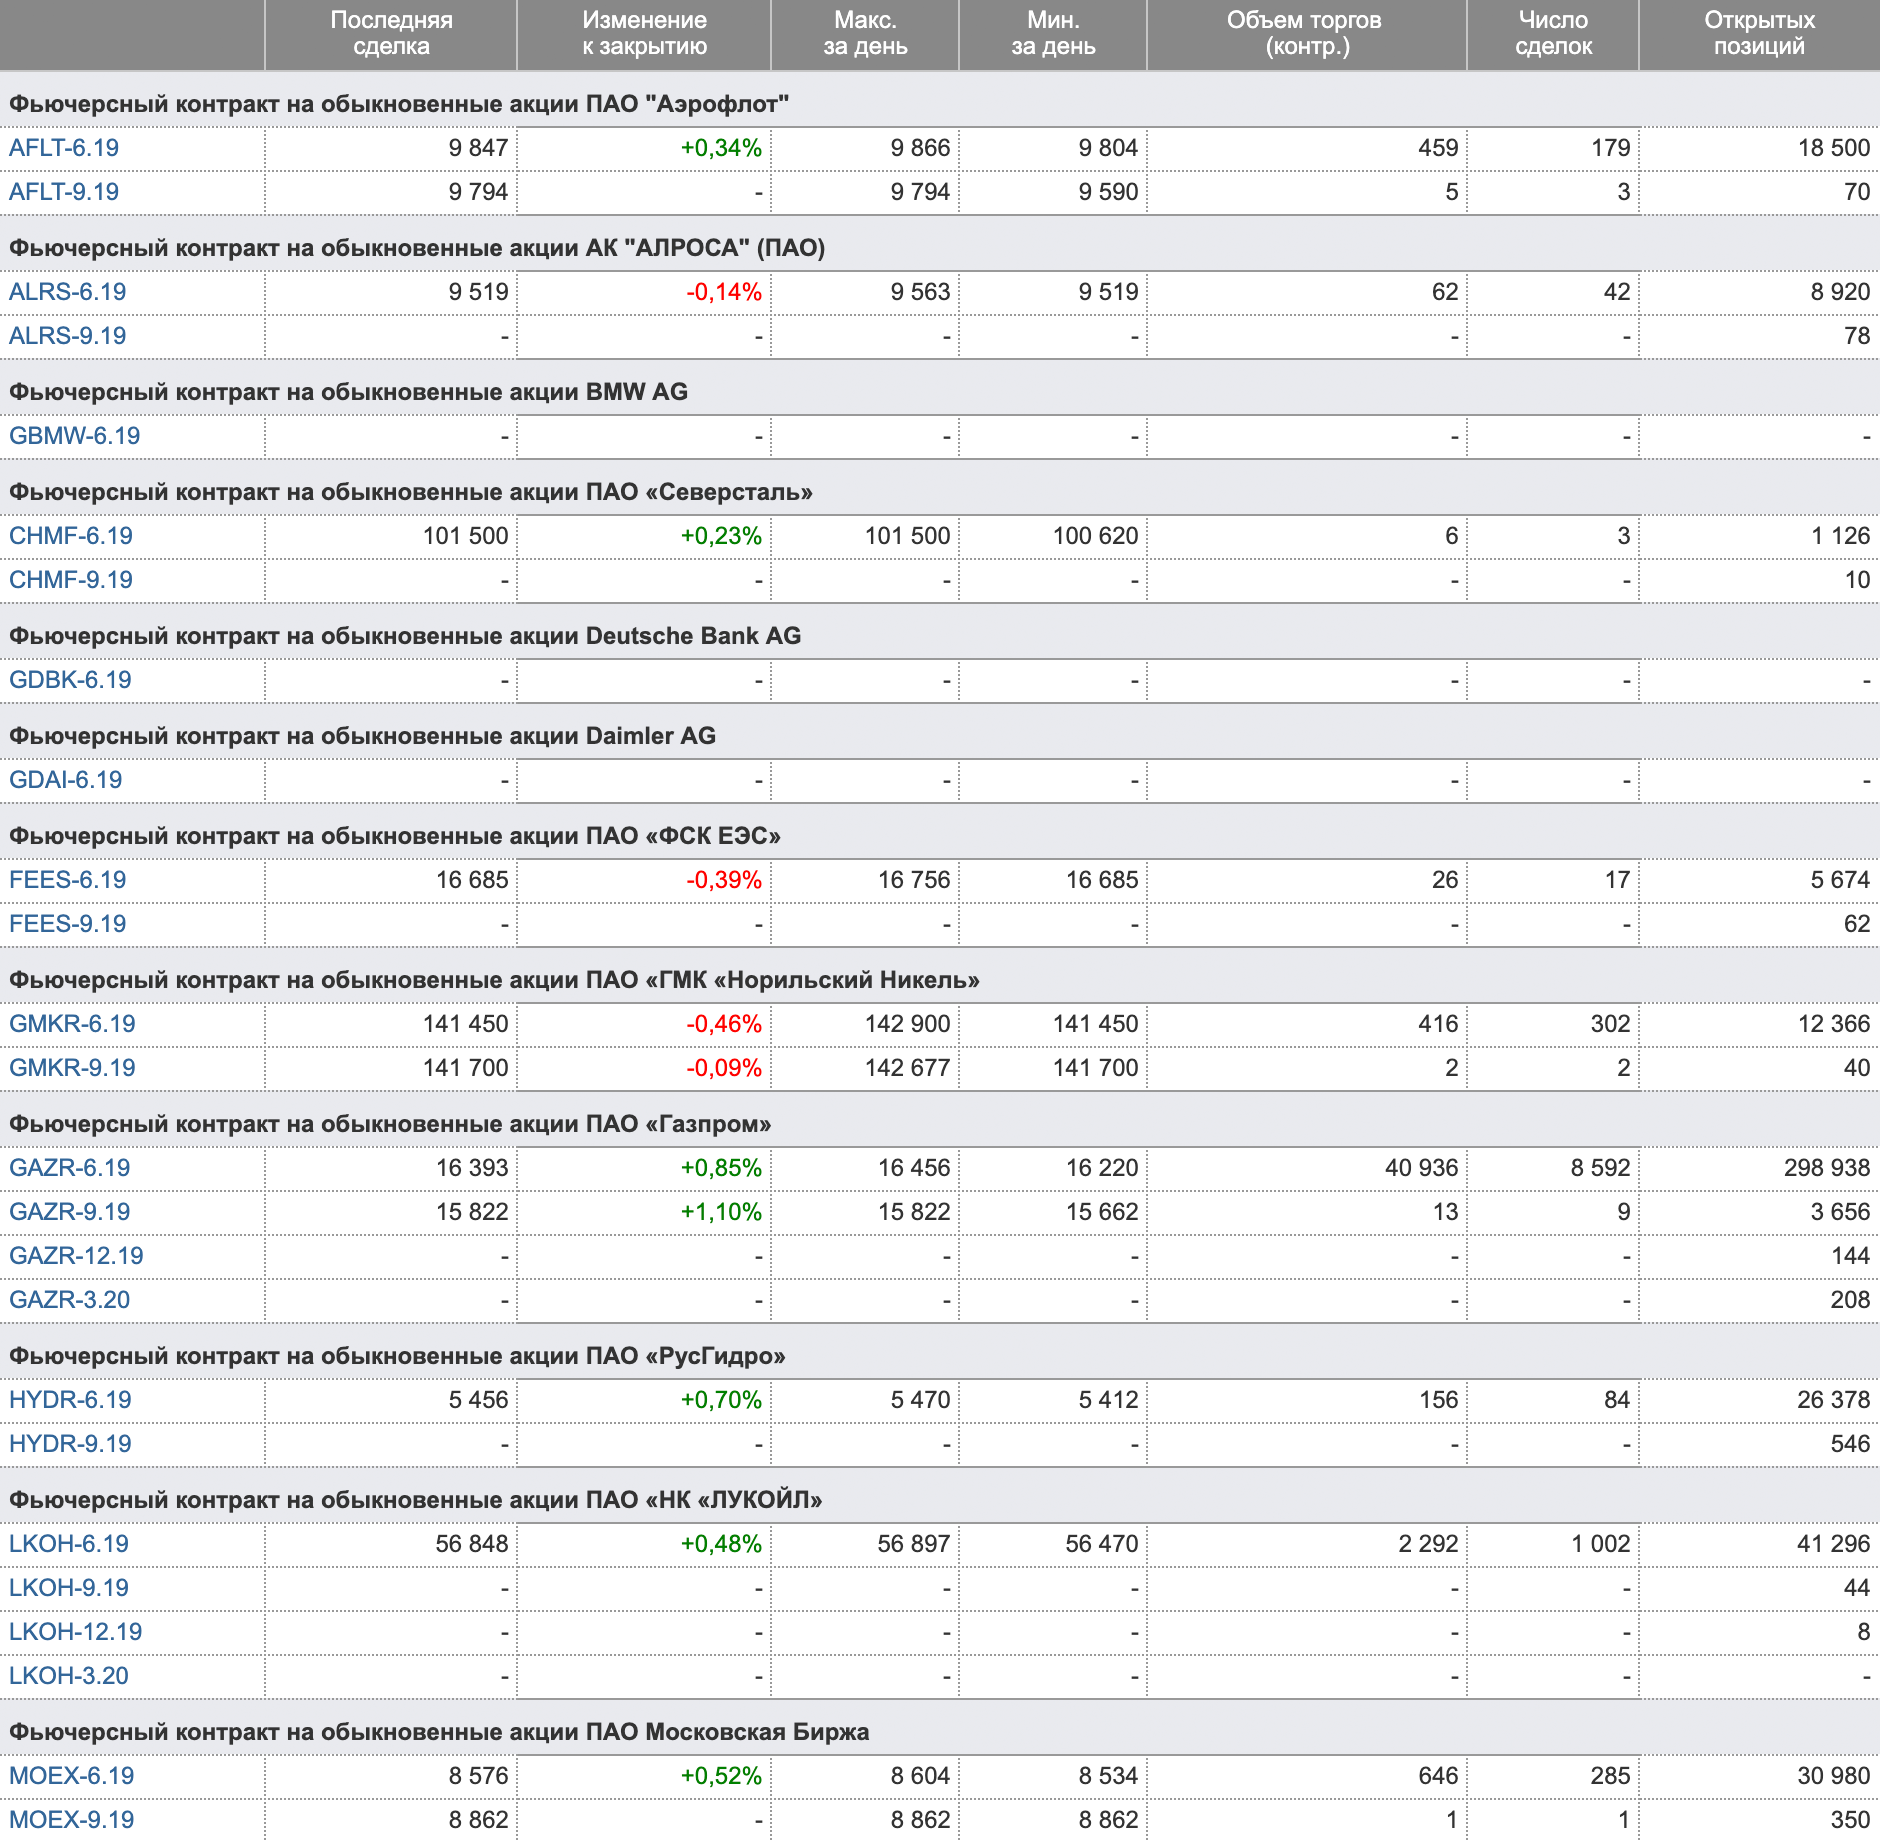 Последняя сделка Изменение к закрытию Макс. за день Мин. за день Объем торгов (контр.) Число сделок Открытых позиций
Фьючерсный контракт на обыкновенные акции ПАО "Аэрофлот"
AFLT-6.19 9 847 +0,34% 9 866 9 804 459 179 18 500
AFLT-9.19 9 794 - 9 794 9 590 5 3 70
Фьючерсный контракт на обыкновенные акции АК "АЛРОСА" (ПАО)
ALRS-6.19 9 519 -0,14% 9 563 9 519 62 42 8 920
ALRS-9.19 - - - - - - 78
Фьючерсный контракт на обыкновенные акции BMW AG
GBMW-6.19 - - - - - - -
Фьючерсный контракт на обыкновенные акции ПАО «Северсталь»
CHMF-6.19 101 500 +0,23% 101 500 100 620 6 3 1 126
CHMF-9.19 - - - - - - 10
Фьючерсный контракт на обыкновенные акции Deutsche Bank AG
GDBK-6.19 - - - - - - -
Фьючерсный контракт на обыкновенные акции Daimler AG
GDAI-6.19 - - - - - - -
Фьючерсный контракт на обыкновенные акции ПАО «ФСК ЕЭС»
FEES-6.19 16 685 -0,39% 16 756 16 685 26 17 5 674
FEES-9.19 - - - - - - 62
Фьючерсный контракт на обыкновенные акции ПАО «ГМК «Норильский Никель»
GMKR-6.19 141 450 -0,46% 142 900 141 450 416 302 12 366
GMKR-9.19 141 700 -0,09% 142 677 141 700 2 2 40
Фьючерсный контракт на обыкновенные акции ПАО «Газпром»
GAZR-6.19 16 393 +0,85% 16 456 16 220 40 936 8 592 298 938
GAZR-9.19 15 822 +1,10% 15 822 15 662 13 9 3 656
GAZR-12.19 - - - - - - 144
GAZR-3.20 - - - - - - 208
Фьючерсный контракт на обыкновенные акции ПАО «РусГидро»
HYDR-6.19 5 456 +0,70% 5 470 5 412 156 84 26 378
HYDR-9.19 - - - - - - 546
Фьючерсный контракт на обыкновенные акции ПАО «НК «ЛУКОЙЛ»
LKOH-6.19 56 848 +0,48% 56 897 56 470 2 292 1 002 41 296
LKOH-9.19 - - - - - - 44
LKOH-12.19 - - - - - - 8
LKOH-3.20 - - - - - - -
Фьючерсный контракт на обыкновенные акции ПАО Московская Биржа
MOEX-6.19 8 576 +0,52% 8 604 8 534 646 285 30 980
MOEX-9.19 8 862 - 8 862 8 862 1 1 350